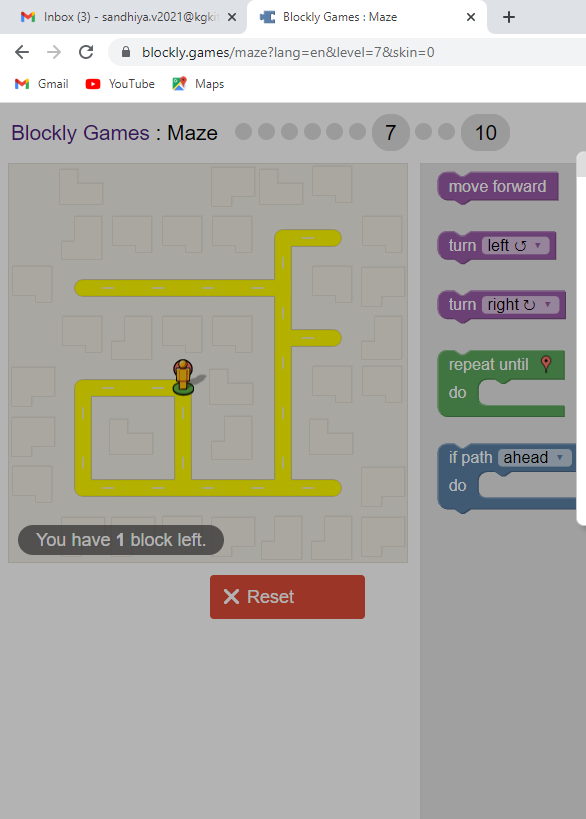 Inbox (3) - sandhiya.v2021@kgki
Blockly Games : Maze
blockly.games/maze?lang=en&level=7&skin=0
Gmail
YouTube
Maps
Blockly Games : Maze
7
10
move forward
turn left ↺ ▼
turn right ↻ ▼
repeat until
do
if path ahead ▼
do
You have 1 block left.
Reset